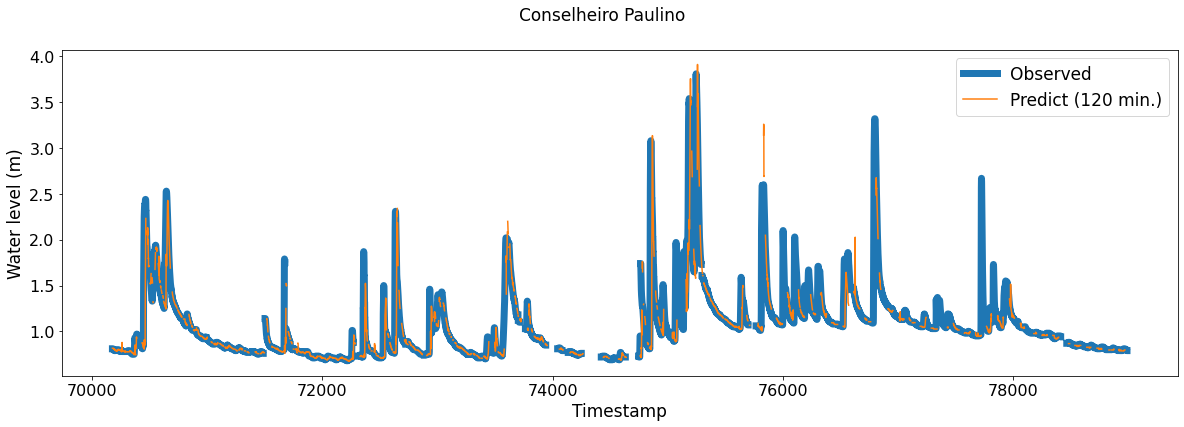 Conselheiro Paulino
4.0
3.5
3.0
2.5
2.0
1.5
1.0
Water level (m)
Observed
Predict (120 min.)
70000 72000 74000 76000 78000
Timestamp